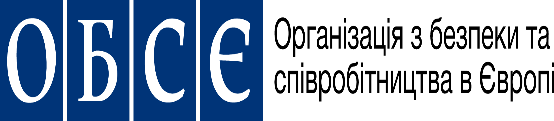 ОБСЄ
Організація з безпеки та
співробітництва в Європі